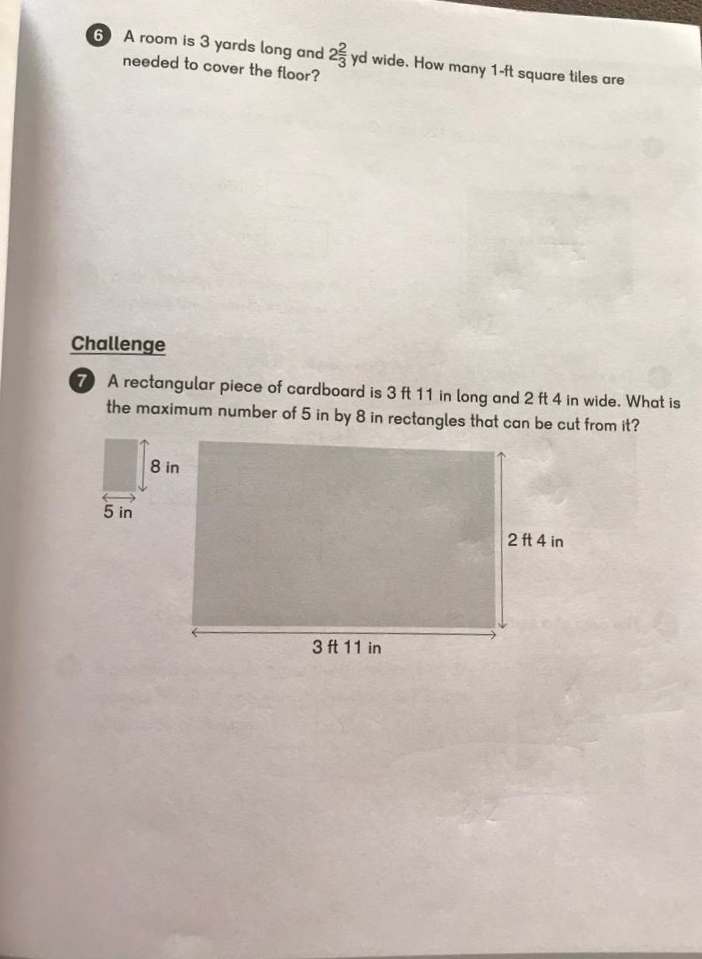 6 A room is 3 yards long and 2 2/3 yd wide. How many 1-ft square tiles are
needed to cover the floor?
Challenge
7 A rectangular piece of cardboard is 3 ft 11 in long and 2 ft 4 in wide. What is
the maximum number of 5 in by 8 in rectangles that can be cut from it?
8 in
5 in
2 ft 4 in
3 ft 11 in